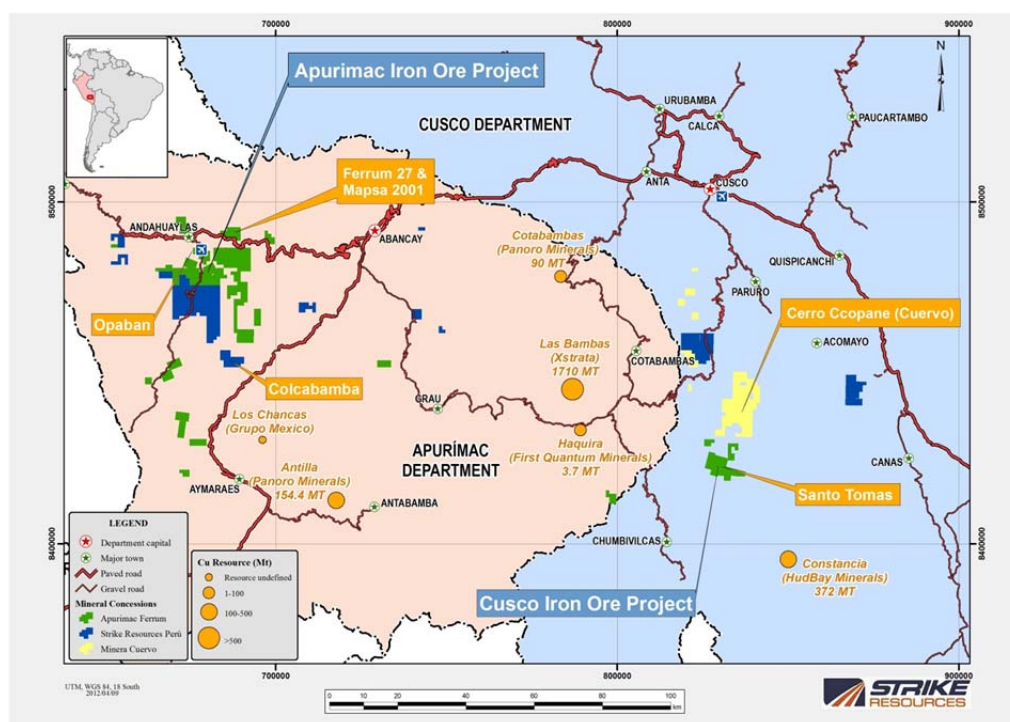 700000
800000
900000
N
Apurimac Iron Ore Project
URUBAMBA
CALCA
PAUCARTAMBO
CUSCO DEPARTMENT
Ferrum 27 &
Mapsa 2001
ANTA
CUSCO
8500000
8500000
ANDAHUAYLAS
ABANCAY
Cotabambas
(Panoro Minerals)
90 MT
QUISPICANCHI
PARURO
Opaban
Cerro Ccopane (Cuervo)
Las Bambas
(Xstrata)
1710 MT
ACOMAYO
COTABAMBAS
Colcabamba
GRAU
Los Chancas
(Grupo Mexico)
APURÍMAC
DEPARTMENT
Haquira
(First Quantum Minerals)
3.7 MT
CANAS
Antilla
(Panoro Minerals)
154.4 MT
AYMARAES
Santo Tomas
ANTABAMBA
CHUMBIVILCAS
8400000
8400000
Constancia
(HudBay Minerals)
372 MT
Cusco Iron Ore Project
LEGEND
Department capital
Major town
Paved road
Gravel road
Mineral Concessions
Apurimac Ferrum
Strike Resources Perú
Minera Cuervo
Cu Resource (Mt)
Resource undefined
1-100
100-500
>500
700000
800000
900000
UTM, WGS 84, 18 South
2012/04/09
0 10 20 40 60 80 100
km
STRIKE
RESOURCES